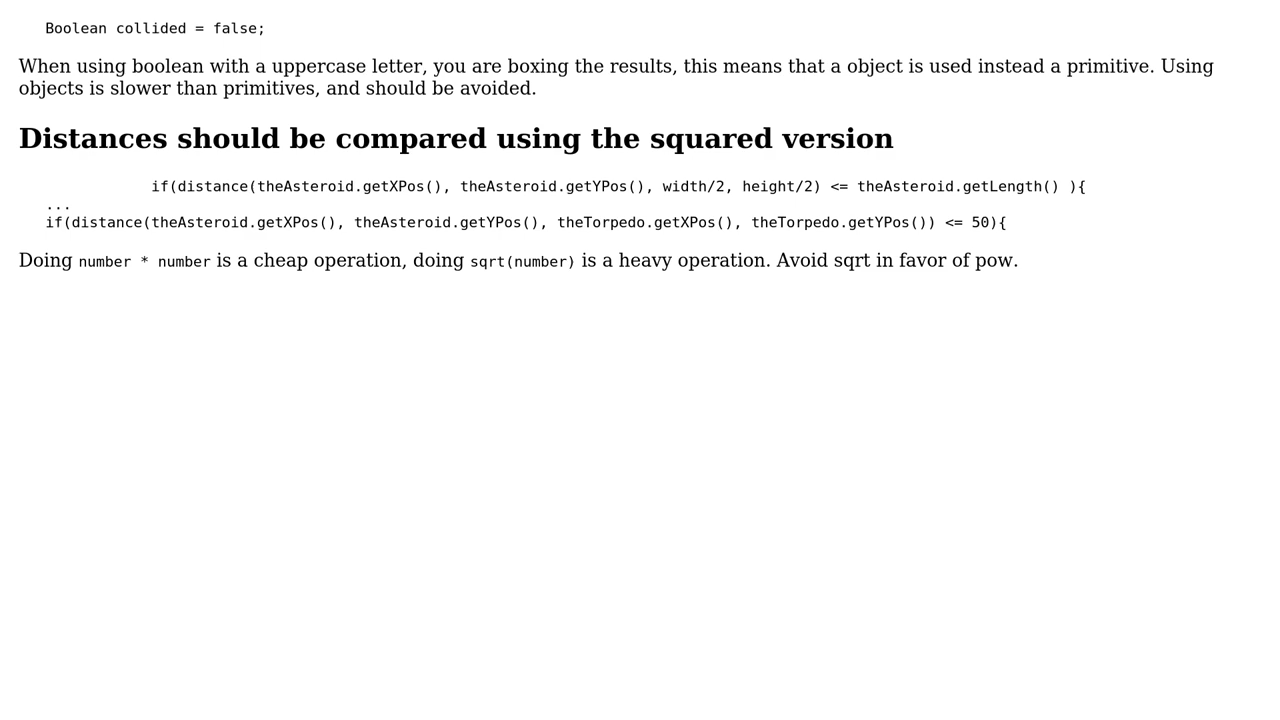 Boolean collided = false;
When using boolean with a uppercase letter, you are boxing the results, this means that a object is used instead a primitive. Using
objects is slower than primitives, and should be avoided.
Distances should be compared using the squared version
if(distance(theAsteroid.getXPos(), theAsteroid.getYPos(), width/2, height/2) <= theAsteroid.getLength() ){
...
if(distance(theAsteroid.getXPos(), theAsteroid.getYPos(), theTorpedo.getXPos(), theTorpedo.getYPos()) <= 50){
Doing number * number is a cheap operation, doing sqrt(number) is a heavy operation. Avoid sqrt in favor of pow.